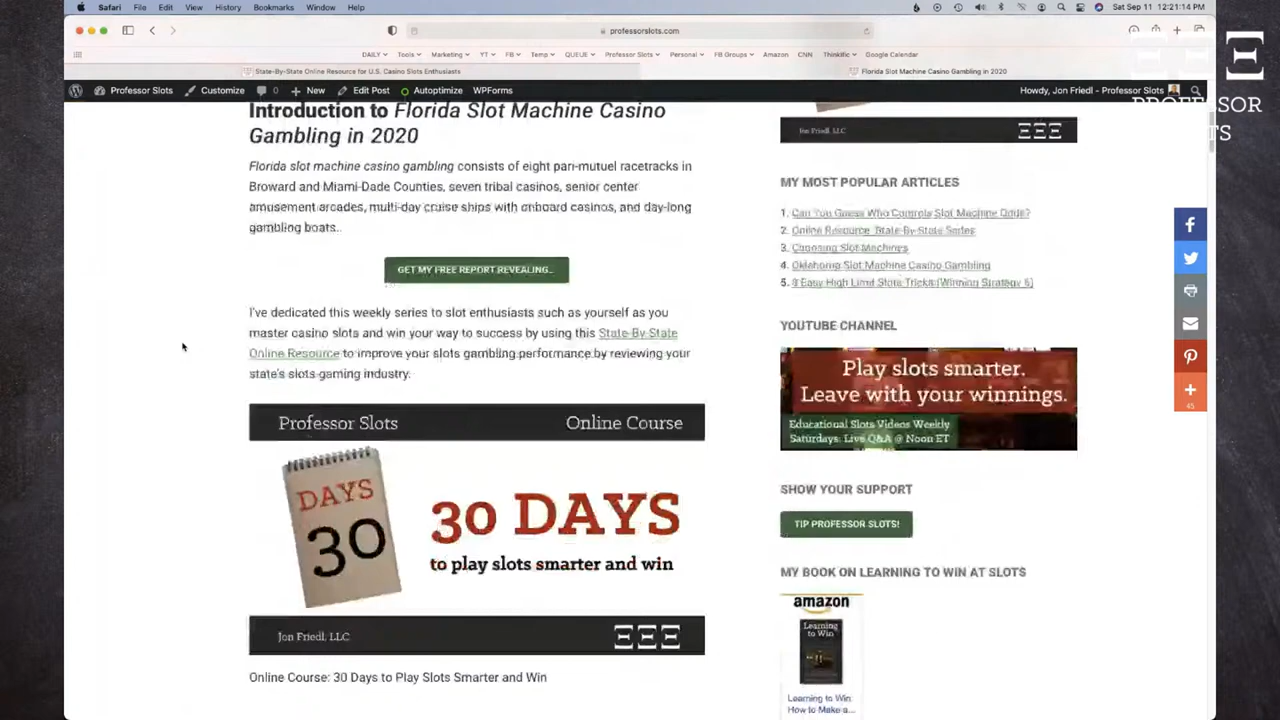 Safari File Edit View History Bookmarks Window Help
Sat Sep 11 12:21:14 PM
professorslots.com
DAILY Tools Marketing YT FB Temp QUEUE Professor Slots Personal FB Groups Amazon CNN Thinkific Google Calendar
State-By-State Online Resource for U.S. Casino Slots Enthusiasts
Florida Slot Machine Casino Gambling in 2020
Professor Slots Customize 0 New Edit Post Autoptimize WPForms
Howdy, Jon Friedl - Professor Slots
Introduction to Florida Slot Machine Casino
Gambling in 2020
Florida slot machine casino gambling consists of eight pari-mutuel racetracks in
Broward and Miami-Dade Counties, seven tribal casinos, senior center
amusement arcades, multi-day cruise ships with onboard casinos, and day-long
gambling boats.
GET MY FREE REPORT REVEALING...
I've dedicated this weekly series to slot enthusiasts such as yourself as you
master casino slots and win your way to success by using this State-By-State
Online Resource to improve your slots gambling performance by reviewing your
state's slots gaming industry.
Professor Slots
Online Course
DAYS
30
30 DAYS
to play slots smarter and win
Jon Friedl, LLC
Online Course: 30 Days to Play Slots Smarter and Win
Jon Friedl, LLC
MY MOST POPULAR ARTICLES
1. Can You Guess Who Controls Slot Machine Odds?
2. Online Resource: State-By-State Series
3. Choosing Slot Machines
4. Oklahoma Slot Machine Casino Gambling
5. 8 Easy High Limit Slots Tricks [Winning Strategy 6]
YOUTUBE CHANNEL
Play slots smarter.
Leave with your winnings.
Educational Slots Videos Weekly
Saturdays: Live Q&A @ Noon ET
SHOW YOUR SUPPORT
TIP PROFESSOR SLOTS!
MY BOOK ON LEARNING TO WIN AT SLOTS
amazon
Learning to
Win
Learning to Win:
How to Make a...
45